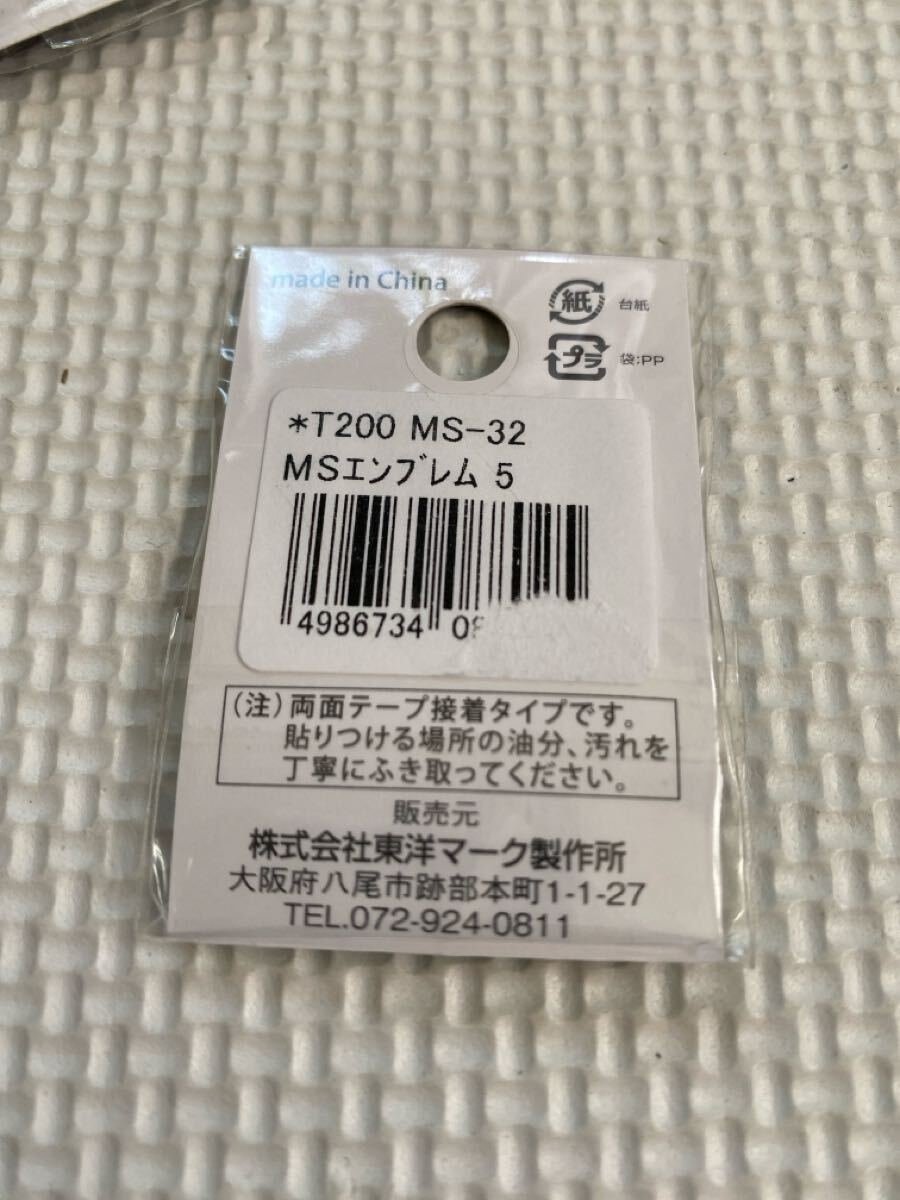 made in China
紙 台紙
プラ 袋:PP
*T200 MS-32
MSエンブレム 5
4986734 0
(注)両面テープ接着タイプです。
貼りつける場所の油分、汚れを
丁寧にふき取ってください。
販売元
株式会社東洋マーク製作所
大阪府八尾市跡部本町1-1-27
TEL.072-924-0811